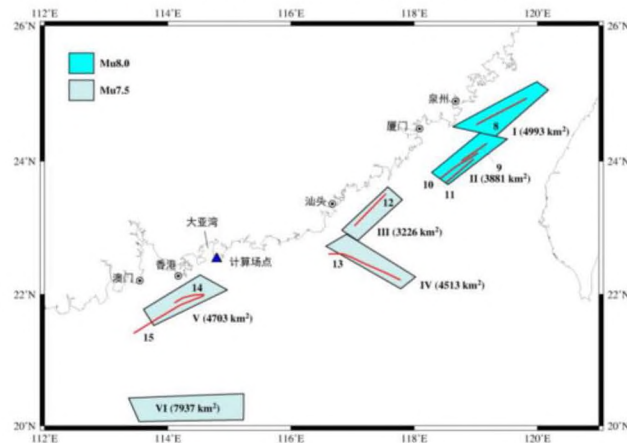 112°E 114°E 116°E 118°E 120°E
26°N 26°N
Mu8.0
Mu7.5
泉州
厦门
8
I (4993 km²)
24°N 24°N
9
10
II (3881 km²)
11
汕头
12
大亚湾
III (3226 km²)
香港
计算场点
13
澳门
IV (4513 km²)
22°N 22°N
14
V (4703 km²)
15
VI (7937 km²)
20°N 20°N
112°E 114°E 116°E 118°E 120°E